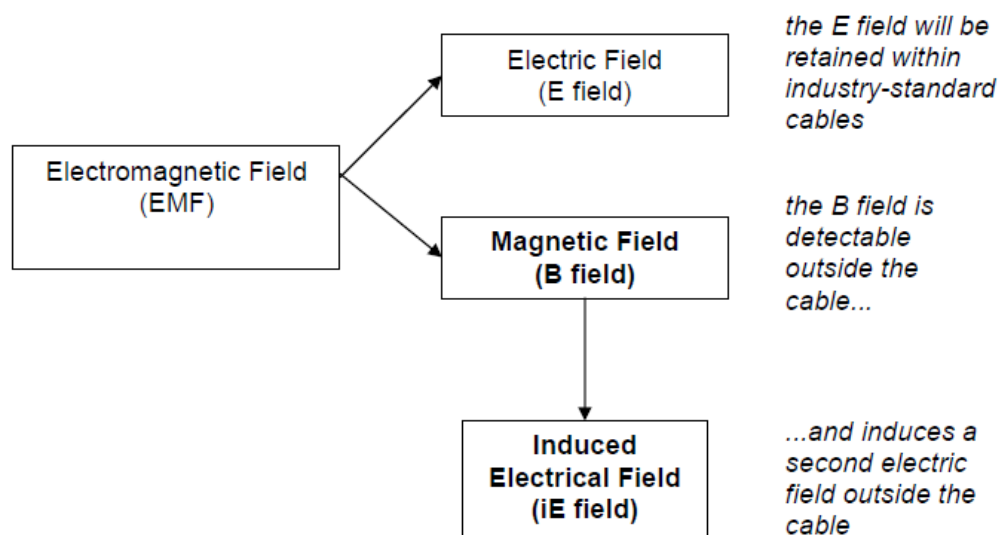 Electric Field
(E field)
the E field will be
retained within
industry-standard
cables
Electromagnetic Field
(EMF)
Magnetic Field
(B field)
the B field is
detectable
outside the
cable...
Induced
Electrical Field
(iE field)
...and induces a
second electric
field outside the
cable